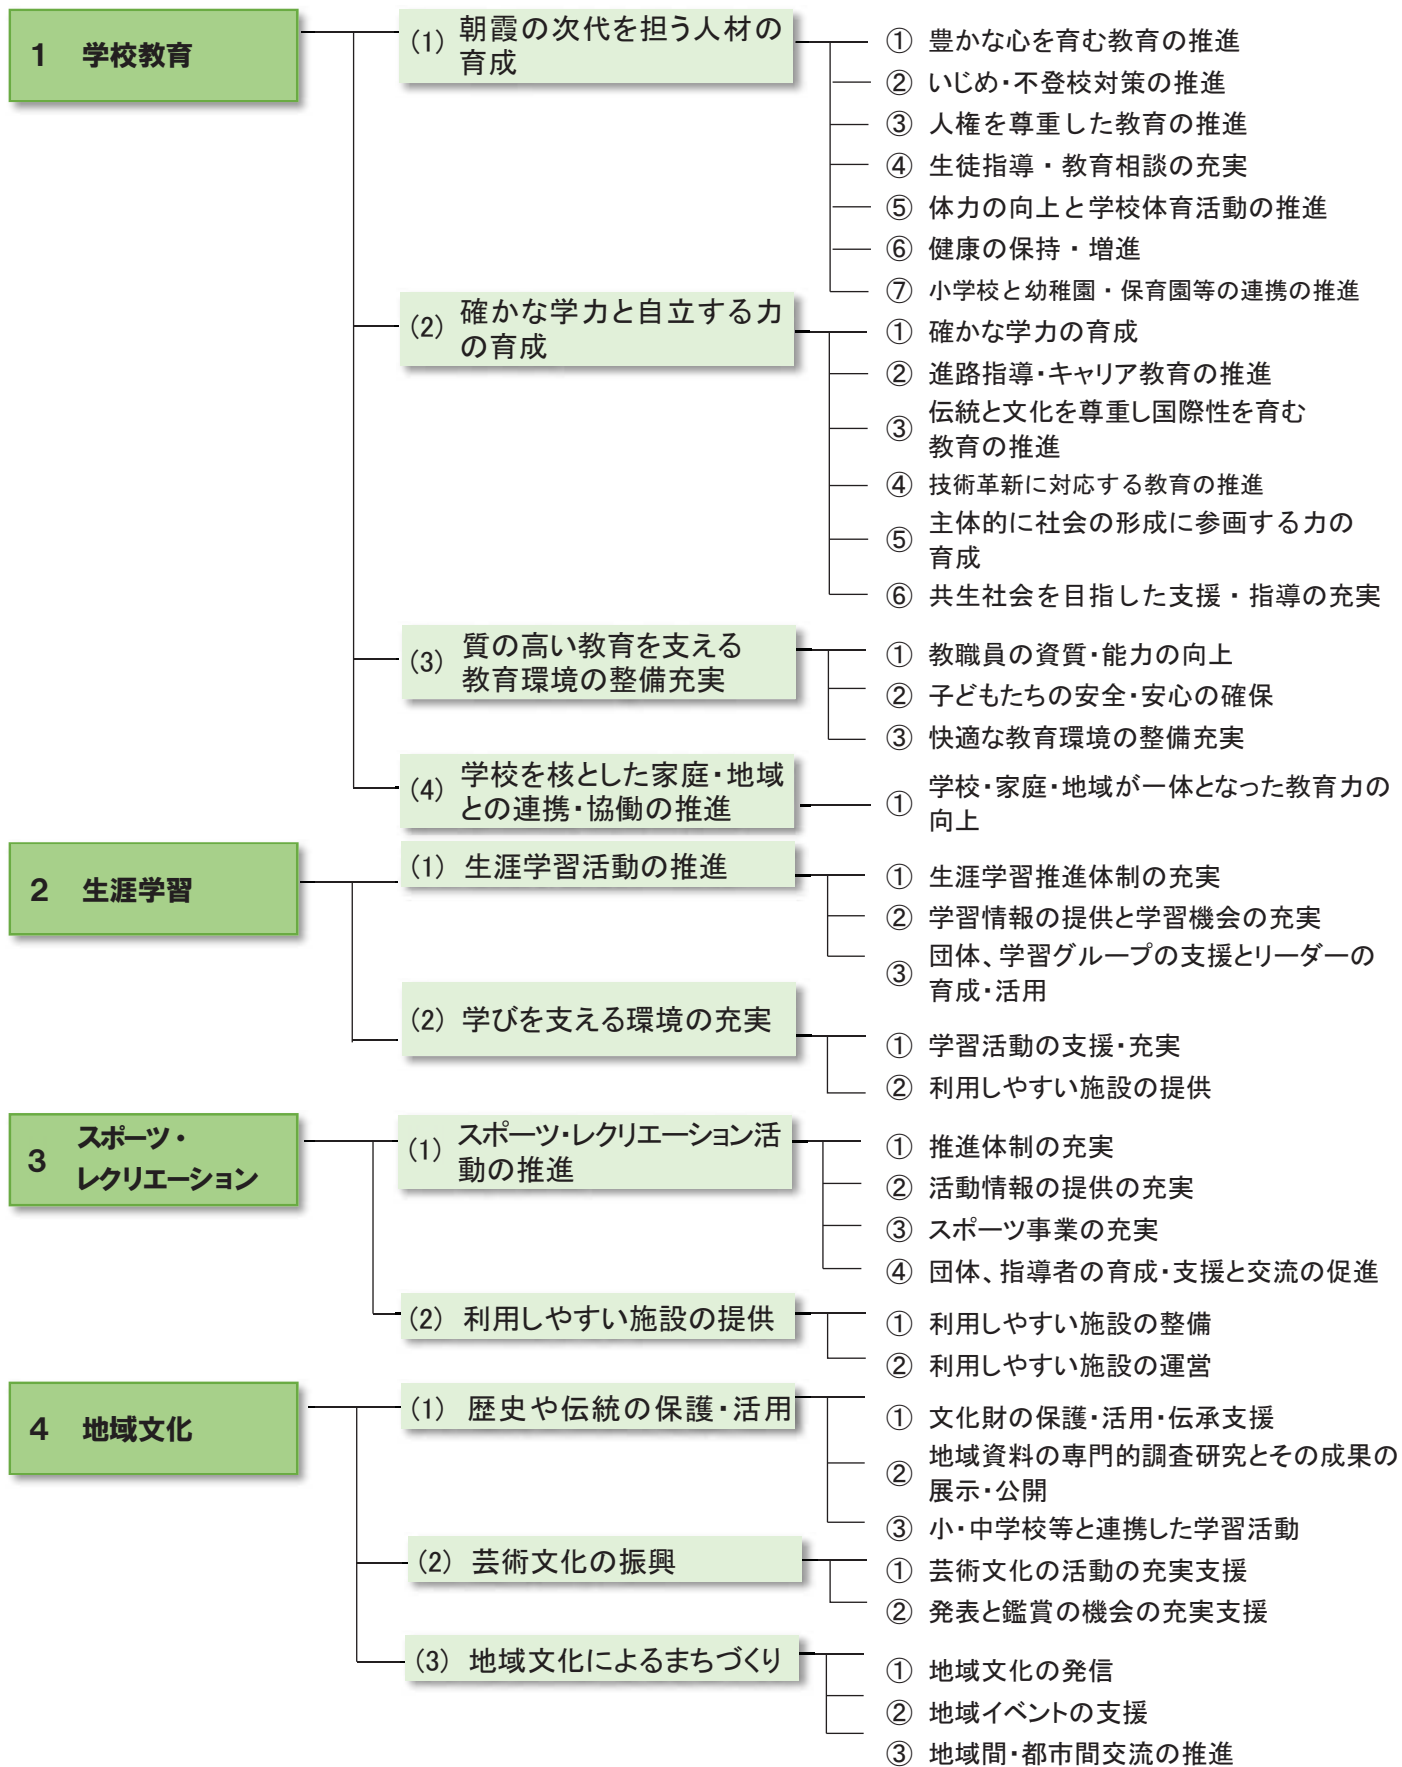 1 学校教育
(1) 朝霞の次代を担う人材の
育成
① 豊かな心を育む教育の推進
② いじめ・不登校対策の推進
③ 人権を尊重した教育の推進
④ 生徒指導・教育相談の充実
⑤ 体力の向上と学校体育活動の推進
⑥ 健康の保持・増進
⑦ 小学校と幼稚園・保育園等の連携の推進
(2) 確かな学力と自立する力
の育成
① 確かな学力の育成
② 進路指導・キャリア教育の推進
③ 伝統と文化を尊重し国際性を育む
教育の推進
④ 技術革新に対応する教育の推進
⑤ 主体的に社会の形成に参画する力の
育成
⑥ 共生社会を目指した支援・指導の充実
(3) 質の高い教育を支える
教育環境の整備充実
① 教職員の資質・能力の向上
② 子どもたちの安全・安心の確保
③ 快適な教育環境の整備充実
(4) 学校を核とした家庭・地域
との連携・協働の推進
① 学校・家庭・地域が一体となった教育力の
向上
2 生涯学習
(1) 生涯学習活動の推進
① 生涯学習推進体制の充実
② 学習情報の提供と学習機会の充実
③ 団体、学習グループの支援とリーダーの
育成・活用
(2) 学びを支える環境の充実
① 学習活動の支援・充実
② 利用しやすい施設の提供
3 スポーツ・
レクリエーション
(1) スポーツ・レクリエーション活
動の推進
① 推進体制の充実
② 活動情報の提供の充実
③ スポーツ事業の充実
④ 団体、指導者の育成・支援と交流の促進
(2) 利用しやすい施設の提供
① 利用しやすい施設の整備
② 利用しやすい施設の運営
4 地域文化
(1) 歴史や伝統の保護・活用
① 文化財の保護・活用・伝承支援
② 地域資料の専門的調査研究とその成果の
展示・公開
③ 小・中学校等と連携した学習活動
(2) 芸術文化の振興
① 芸術文化の活動の充実支援
② 発表と鑑賞の機会の充実支援
(3) 地域文化によるまちづくり
① 地域文化の発信
② 地域イベントの支援
③ 地域間・都市間交流の推進